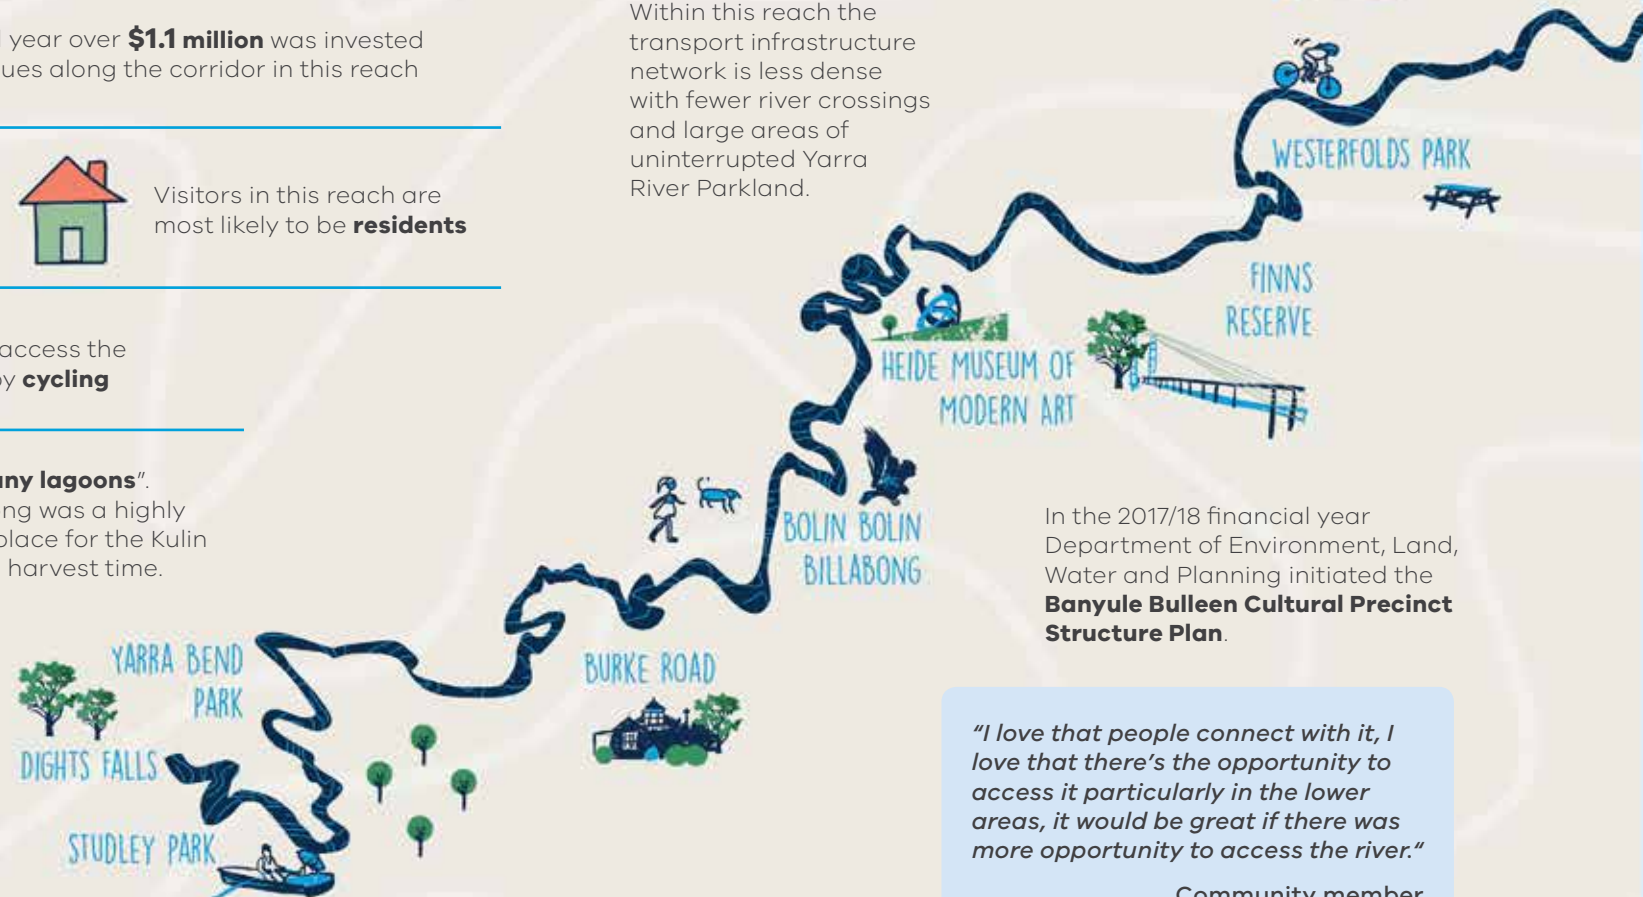 year over $1.1 million was invested
ues along the corridor in this reach
Visitors in this reach are
most likely to be residents
access the
by cycling
any lagoons".
ng was a highly
place for the Kulin
harvest time.
Within this reach the
transport infrastructure
network is less dense
with fewer river crossings
and large areas of
uninterrupted Yarra
River Parkland.
WESTERFOLDS PARK
FINNS
RESERVE
HEIDE MUSEUM OF
MODERN ART
BOLIN BOLIN
BILLABONG
BURKE ROAD
YARRA BEND
PARK
DIGHTS FALLS
STUDLEY PARK
In the 2017/18 financial year
Department of Environment, Land,
Water and Planning initiated the
Banyule Bulleen Cultural Precinct
Structure Plan.
"I love that people connect with it, I
love that there's the opportunity to
access it particularly in the lower
areas, it would be great if there was
more opportunity to access the river."
Community member